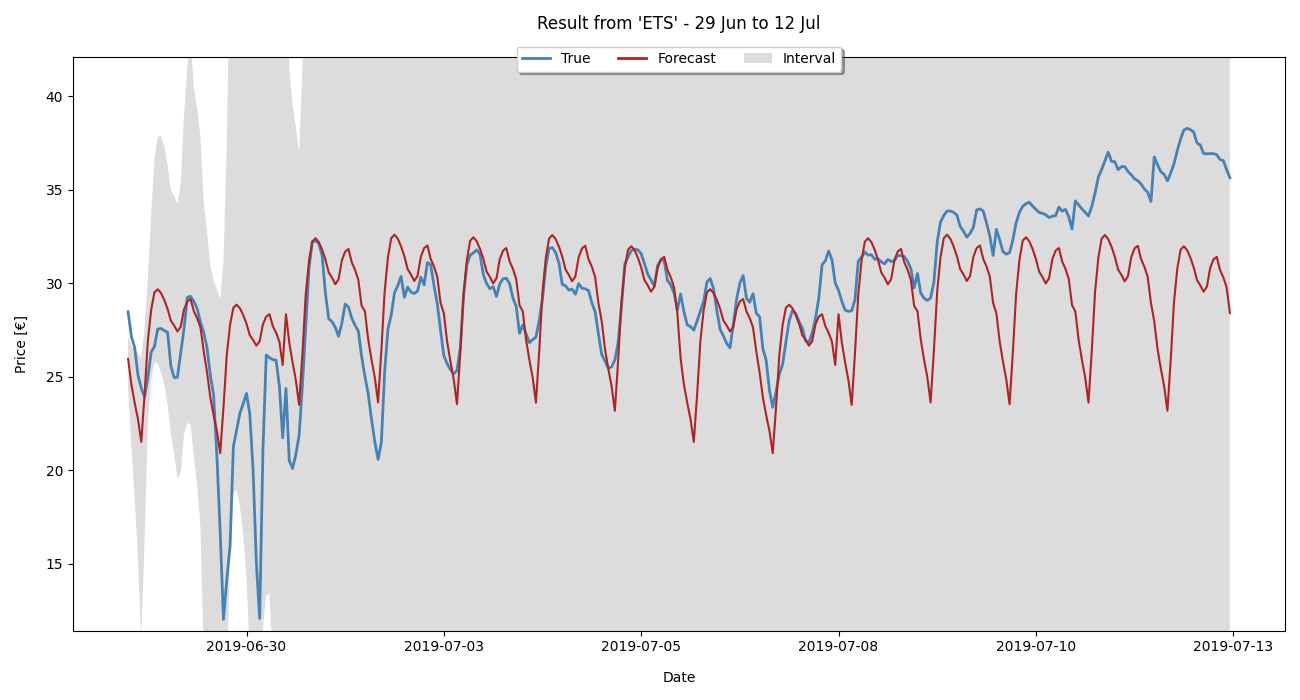 Result from 'ETS' - 29 Jun to 12 Jul
True Forecast Interval
40
35
30
25
20
15
Price [€]
2019-06-30 2019-07-03 2019-07-05 2019-07-08 2019-07-10 2019-07-13
Date